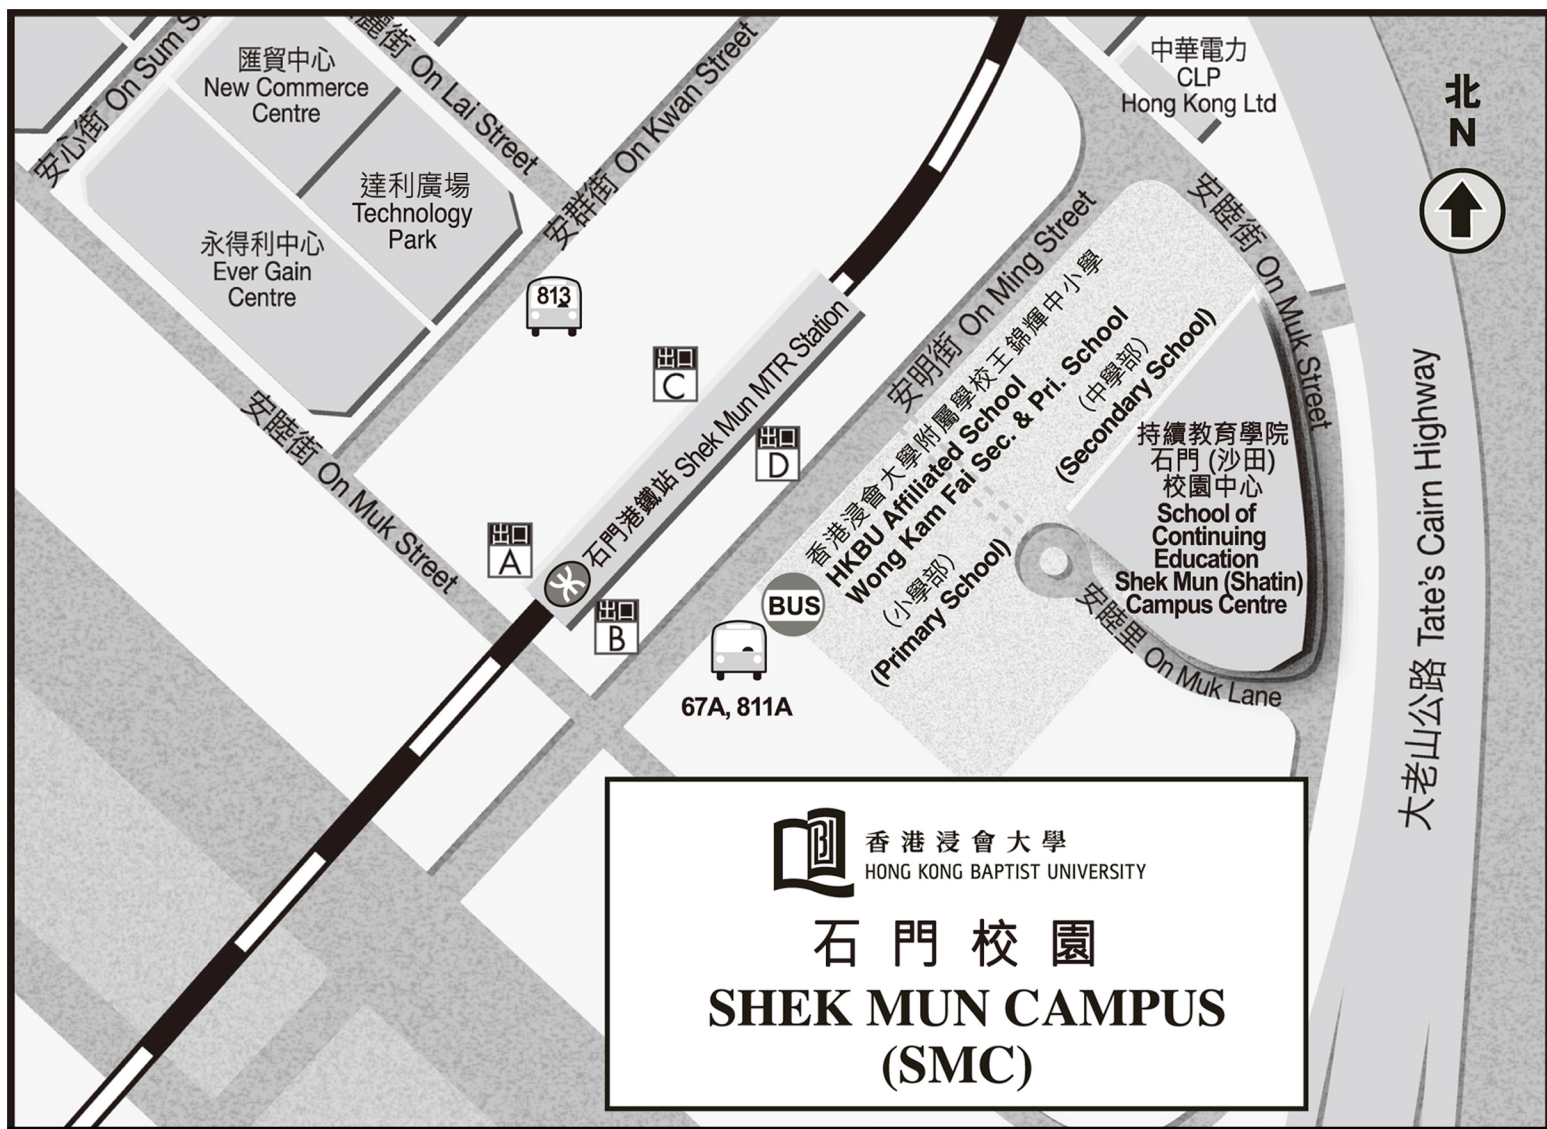 安心街 On Sum S
麗街 On Lai Street
匯貿中心
New Commerce
Centre
達利廣場
Technology
Park
永得利中心
Ever Gain
Centre
安群街 On Kwan Street
813
中華電力
CLP
Hong Kong Ltd
北
N
安睦街 On Muk Street
安睦街 On Muk Street
出口
C
出口
D
出口
A
出口
B
石門港鐵站 Shek Mun MTR Station
安明街 On Ming Street
香港浸會大學附屬學校王錦輝中小學
HKBU Affiliated School
Wong Kam Fai Sec. & Pri. School
(中學部)
(Secondary School)
(小學部)
(Primary School)
持續教育學院
石門 (沙田)
校園中心
School of
Continuing
Education
Shek Mun (Shatin)
Campus Centre
安睦里 On Muk Lane
大老山公路 Tate's Cairn Highway
BUS
67A, 811A
香港浸會大學
HONG KONG BAPTIST UNIVERSITY
石門校園
SHEK MUN CAMPUS
(SMC)